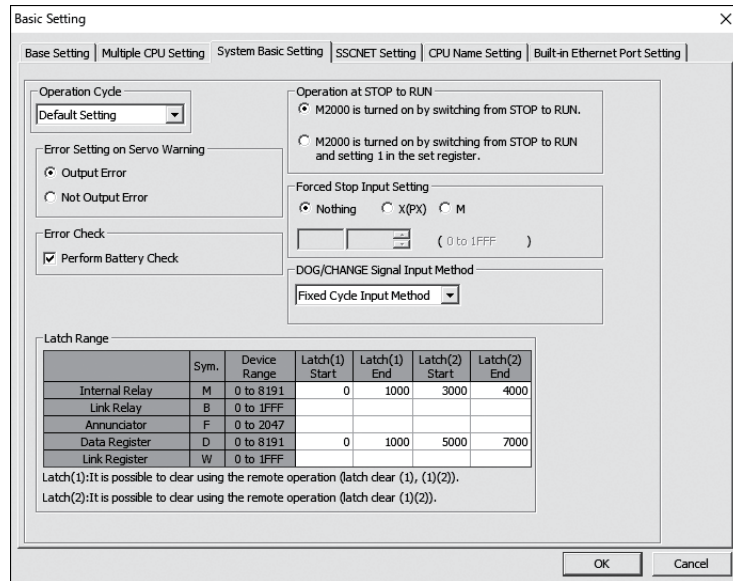 Basic Setting
Base Setting | Multiple CPU Setting | System Basic Setting | SSCNET Setting | CPU Name Setting | Built-in Ethernet Port Setting
Operation Cycle
Default Setting
Error Setting on Servo Warning
Output Error
Not Output Error
Error Check
Perform Battery Check
Operation at STOP to RUN
M2000 is turned on by switching from STOP to RUN.
M2000 is turned on by switching from STOP to RUN
and setting 1 in the set register.
Forced Stop Input Setting
Nothing X(PX) M
( 0 to 1FFF )
DOG/CHANGE Signal Input Method
Fixed Cycle Input Method
Latch Range
Sym. Device Range Latch(1) Start Latch(1) End Latch(2) Start Latch(2) End
Internal Relay M 0 to 8191 0 1000 3000 4000
Link Relay B 0 to 1FFF
Annunciator F 0 to 2047
Data Register D 0 to 8191 0 1000 5000 7000
Link Register W 0 to 1FFF
Latch(1):It is possible to clear using the remote operation (latch clear (1), (1)(2)).
Latch(2):It is possible to clear using the remote operation (latch clear (1)(2)).
OK Cancel